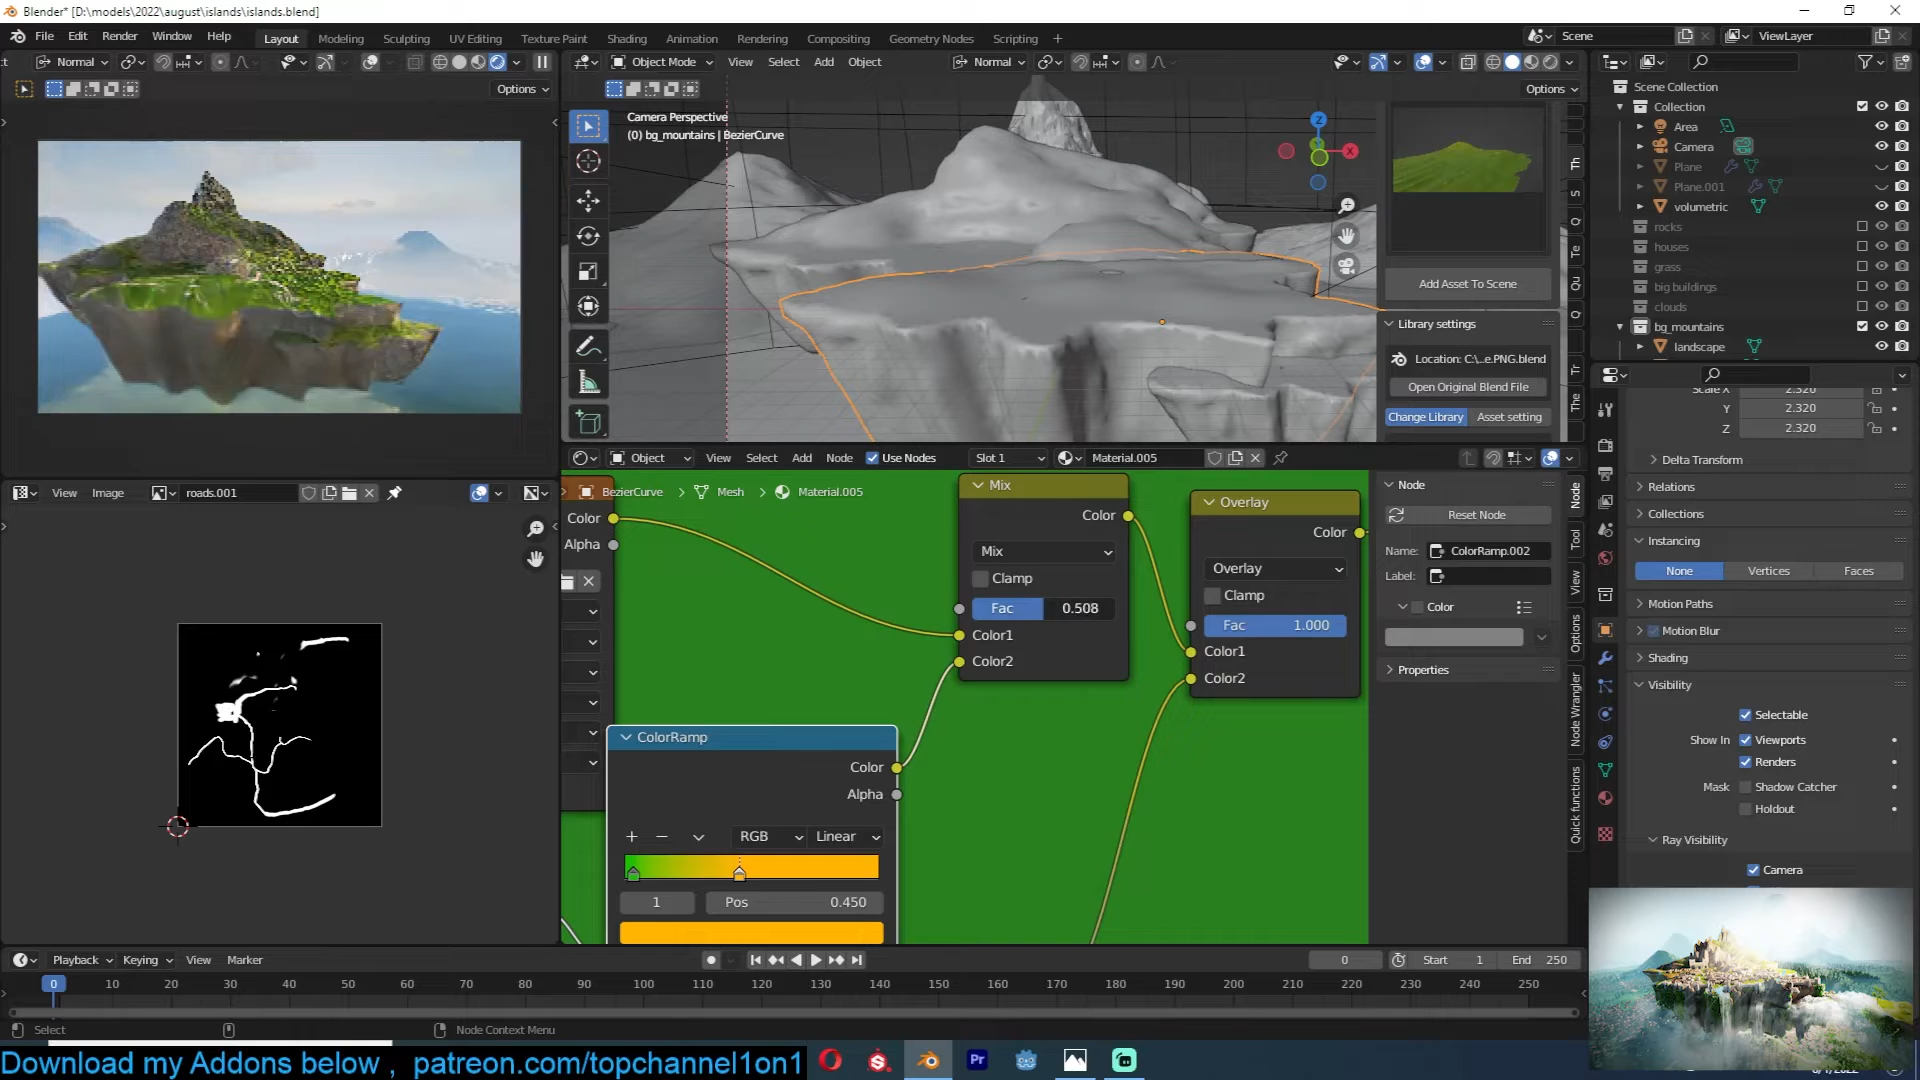 Blender* [D:\models\2022\august\islands\islands.blend]
File Edit Render Window Help Layout Modeling Sculpting UV Editing Texture Paint Shading Animation Rendering Compositing Geometry Nodes Scripting + Scene ViewLayer
Normal Object Mode View Select Add Object Normal
Options Options
Camera Perspective
(0) bg_mountains | BezierCurve
Z
X
Scene Collection
Collection
Area
Camera
Plane
Plane.001
volumetric
rocks
houses
grass
big buildings
clouds
bg_mountains
landscape
Th
S
Q
Te
Qu
Q
Tr
The
Add Asset To Scene
Library settings
Location: C:\...e.PNG.blend
Open Original Blend File
Change Library Asset setting
Object View Select Add Node Use Nodes Slot 1 Material.005
BezierCurve Mesh Material.005
View Image roads.001
Color
Alpha
Mix
Color
Mix
Clamp
Fac 0.508
Color1
Color2
Overlay
Color
Overlay
Clamp
Fac 1.000
Color1
Color2
ColorRamp
Color
Alpha
RGB Linear
1 Pos 0.450
Node
Reset Node
Name: ColorRamp.002
Label:
Color
Properties
Node
Tool
View
Options
Node Wrangler
Quick functions
Scale X 2.320
Y 2.320
Z 2.320
Delta Transform
Relations
Collections
Instancing
None Vertices Faces
Motion Paths
Motion Blur
Shading
Visibility
Selectable
Show In Viewports
Renders
Mask Shadow Catcher
Holdout
Ray Visibility
Camera
Playback Keying View Marker 0 Start 1 End 250
0 10 20 30 40 50 60 70 80 90 100 110 120 130 140 150 160 170 180 190 200 210 220 230 240 250
Select Node Context Menu
Download my Addons below , patreon.com/topchannel1on1
Pr